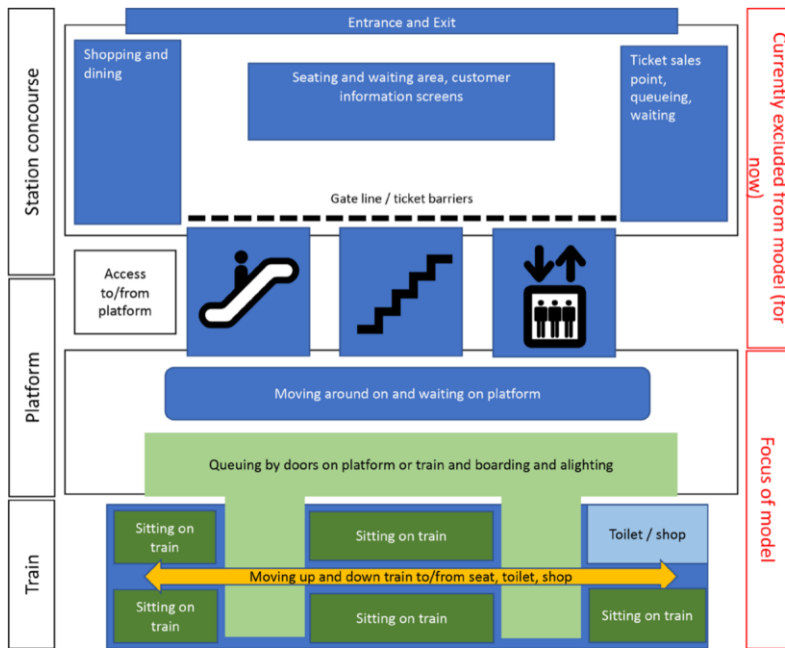 Entrance and Exit
Shopping and
dining
Seating and waiting area, customer
information screens
Ticket sales
point,
queueing,
waiting
Gate line / ticket barriers
Station concourse
Currently excluded from model (for
now)
Access
to/from
platform
Platform
Moving around on and waiting on platform
Queuing by doors on platform or train and boarding and alighting
Focus of model
Train
Sitting on
train
Sitting on train
Toilet / shop
Moving up and down train to/from seat, toilet, shop
Sitting on
train
Sitting on train
Sitting on train